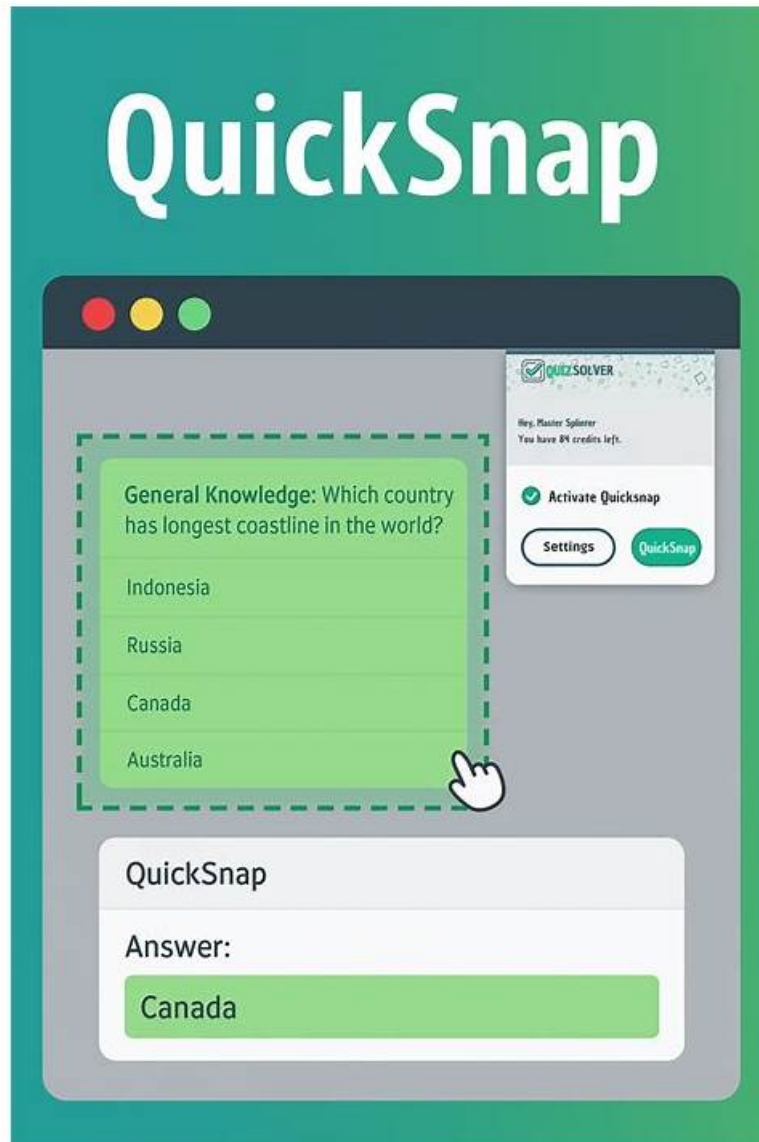 QuickSnap
QUIZSOLVER
Hey, Master Splinter
You have 84 credits left.
Activate Quicksnap
Settings
QuickSnap
General Knowledge: Which country
has longest coastline in the world?
Indonesia
Russia
Canada
Australia
QuickSnap
Answer:
Canada